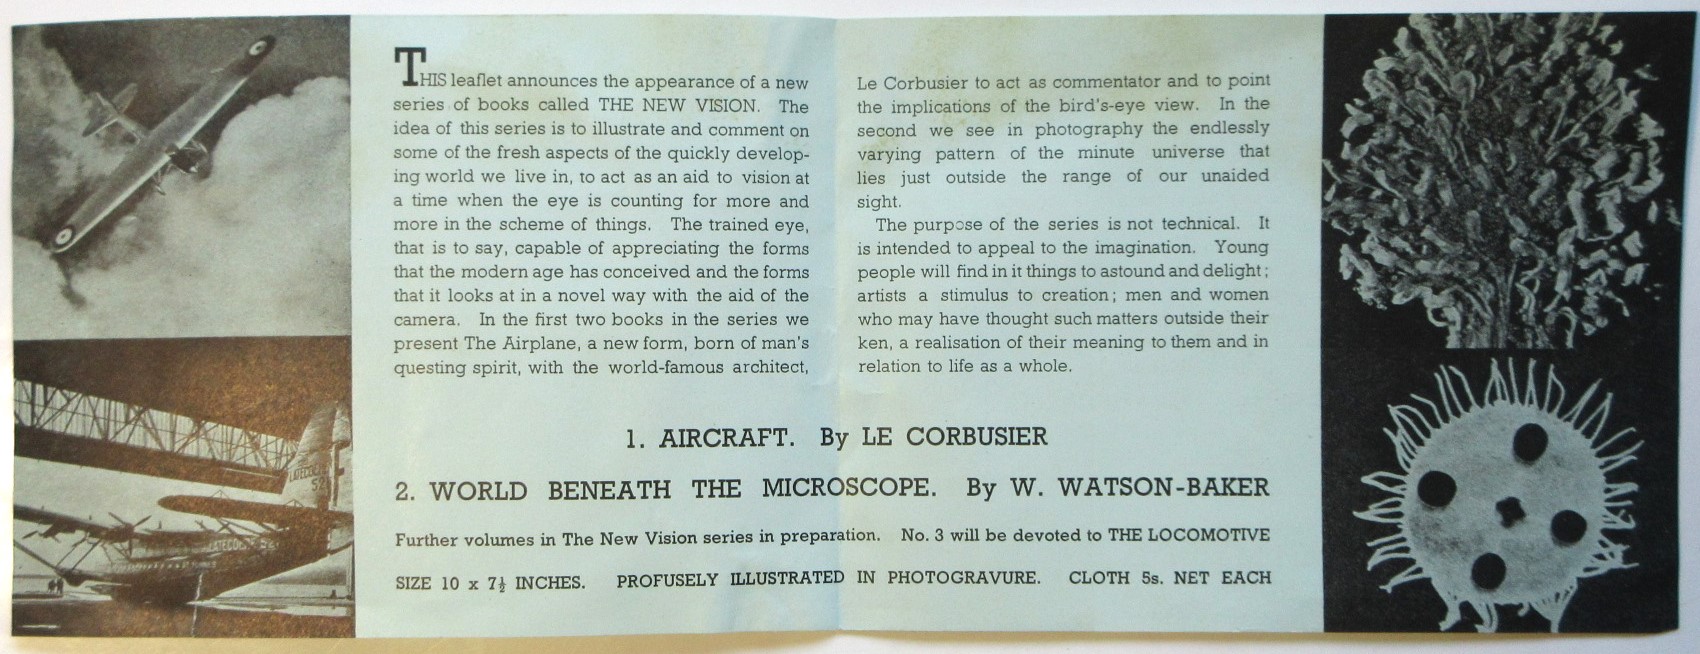 THIS leaflet announces the appearance of a new
series of books called THE NEW VISION. The
idea of this series is to illustrate and comment on
some of the fresh aspects of the quickly develop-
ing world we live in, to act as an aid to vision at
a time when the eye is counting for more and
more in the scheme of things. The trained eye,
that is to say, capable of appreciating the forms
that the modern age has conceived and the forms
that it looks at in a novel way with the aid of the
camera. In the first two books in the series we
present The Airplane, a new form, born of man's
questing spirit, with the world-famous architect,
Le Corbusier to act as commentator and to point
the implications of the bird's-eye view. In the
second we see in photography the endlessly
varying pattern of the minute universe that
lies just outside the range of our unaided
sight.
The purpose of the series is not technical. It
is intended to appeal to the imagination. Young
people will find in it things to astound and delight;
artists a stimulus to creation; men and women
who may have thought such matters outside their
ken, a realisation of their meaning to them and in
relation to life as a whole.
1. AIRCRAFT. By LE CORBUSIER
2. WORLD BENEATH THE MICROSCOPE. By W. WATSON-BAKER
Further volumes in The New Vision series in preparation. No. 3 will be devoted to THE LOCOMOTIVE
SIZE 10 x 7½ INCHES. PROFUSELY ILLUSTRATED IN PHOTOGRAVURE. CLOTH 5s. NET EACH